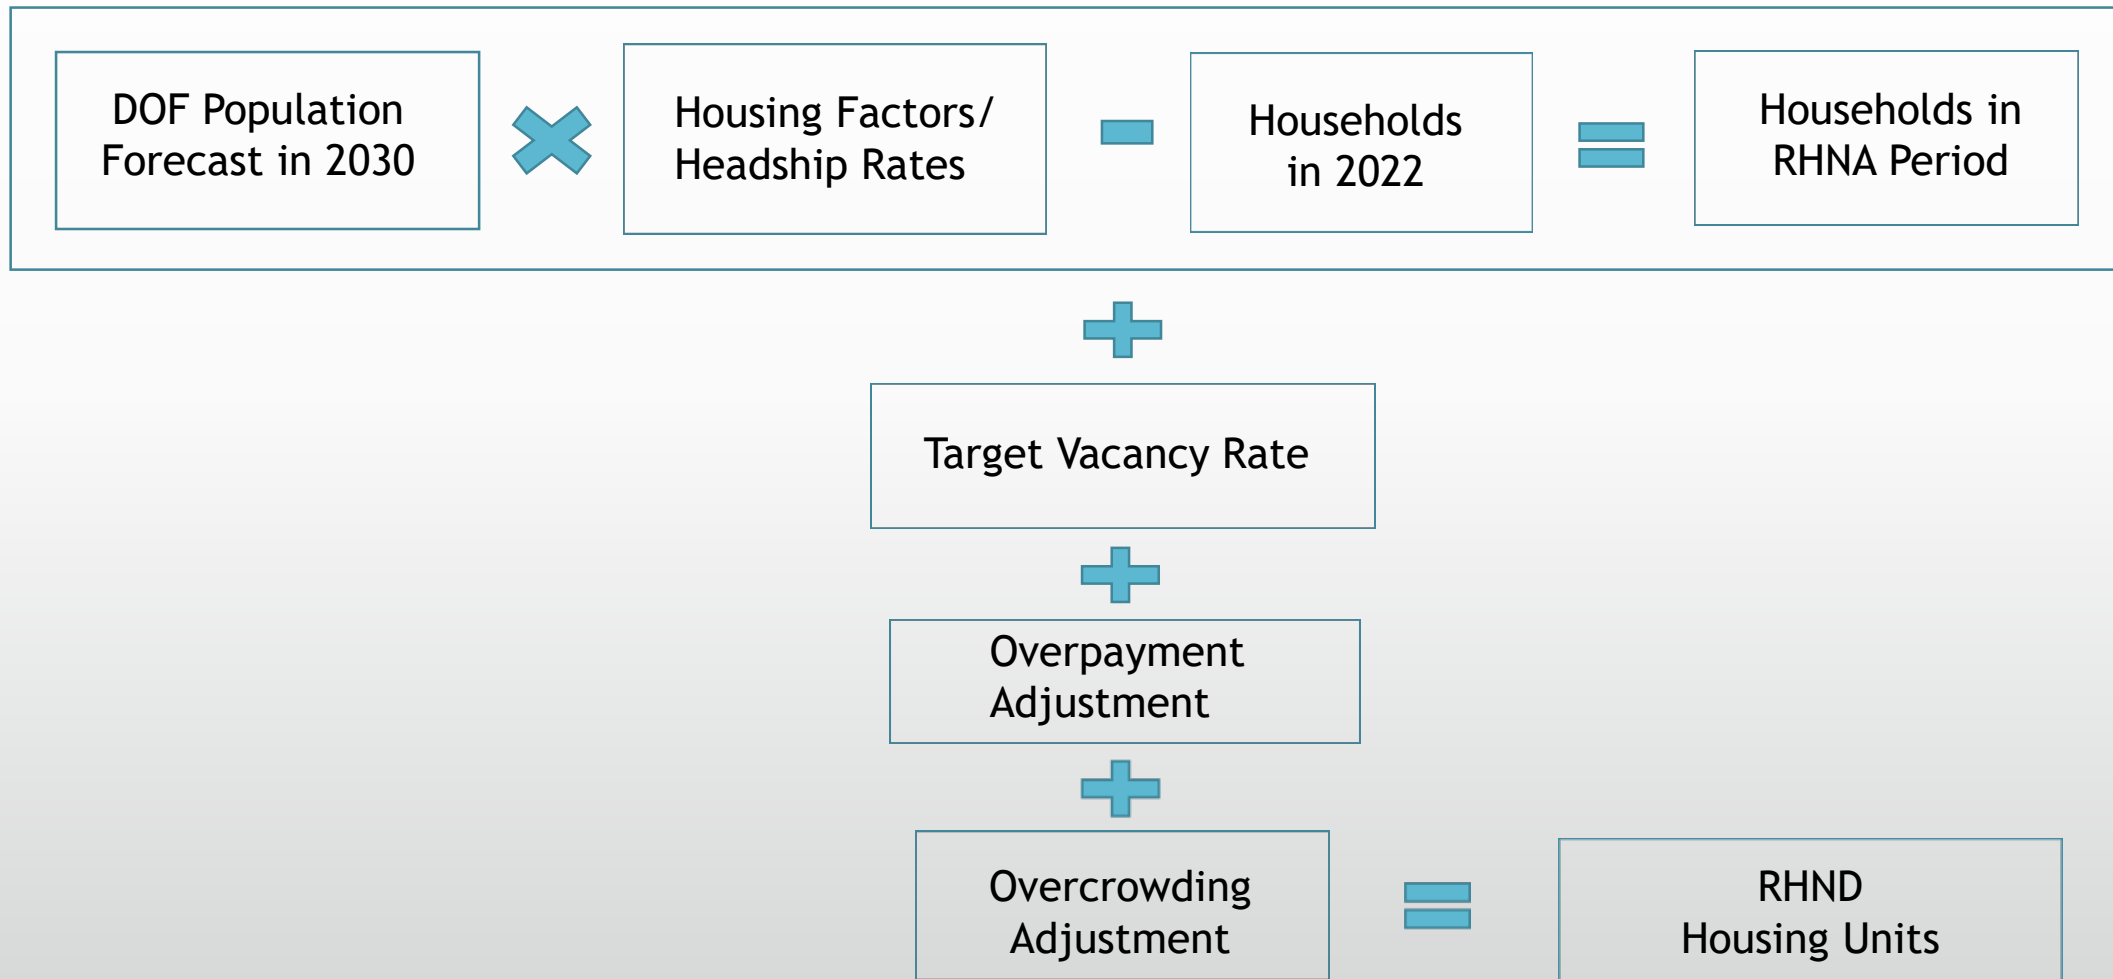 DOF Population
Forecast in 2030
Housing Factors/
Headship Rates
Households
in 2022
Households in
RHNA Period
Target Vacancy Rate
Overpayment
Adjustment
Overcrowding
Adjustment
RHND
Housing Units